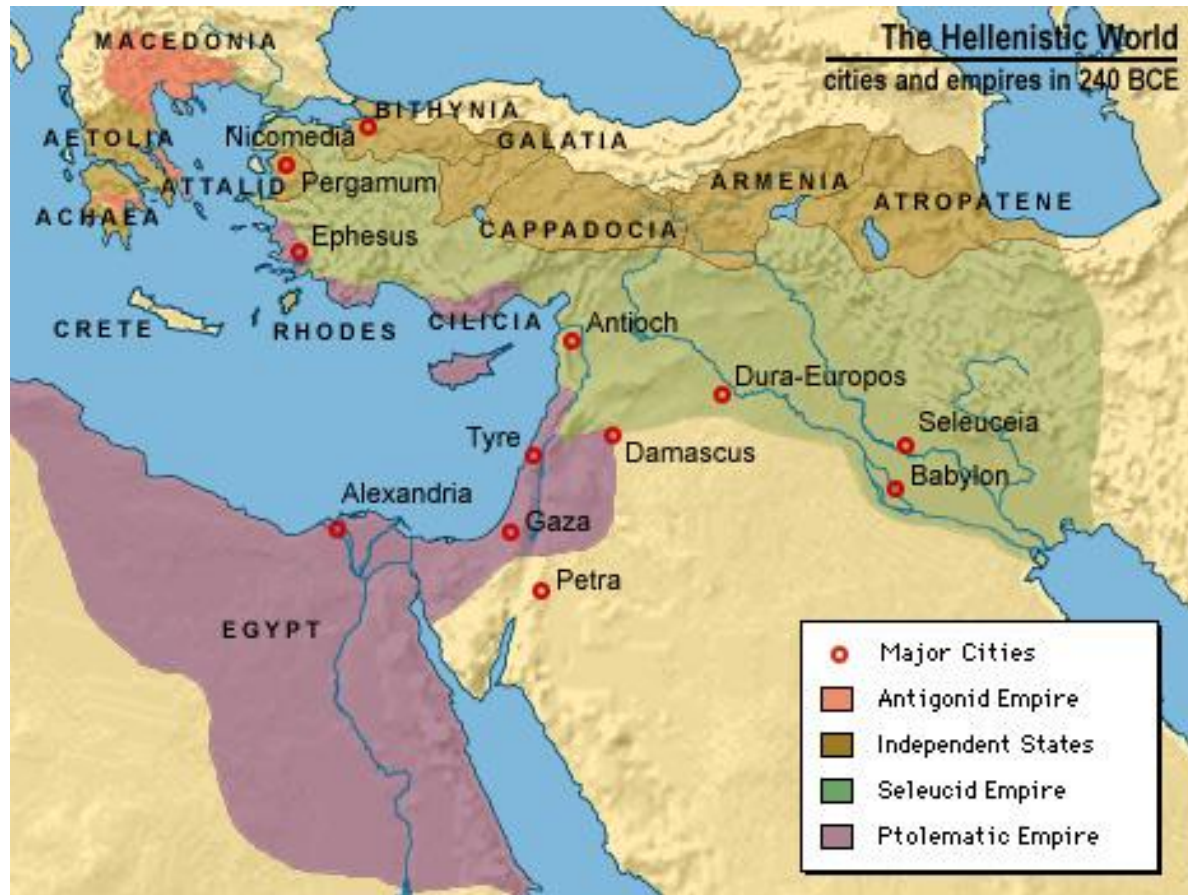 The Hellenistic World
cities and empires in 240 BCE
MACEDONIA
BITHYNIA
AETOLIA
Nicomedia
GALATIA
ATTALID
Pergamum
ARMENIA
ACHAEA
ATROPATENE
Ephesus
CAPPADOCIA
CRETE
RHODES
CILICIA
Antioch
Dura-Europos
Seleuceia
Tyre
Damascus
Babylon
Alexandria
Gaza
Petra
EGYPT
Major Cities
Antigonid Empire
Independent States
Seleucid Empire
Ptolematic Empire